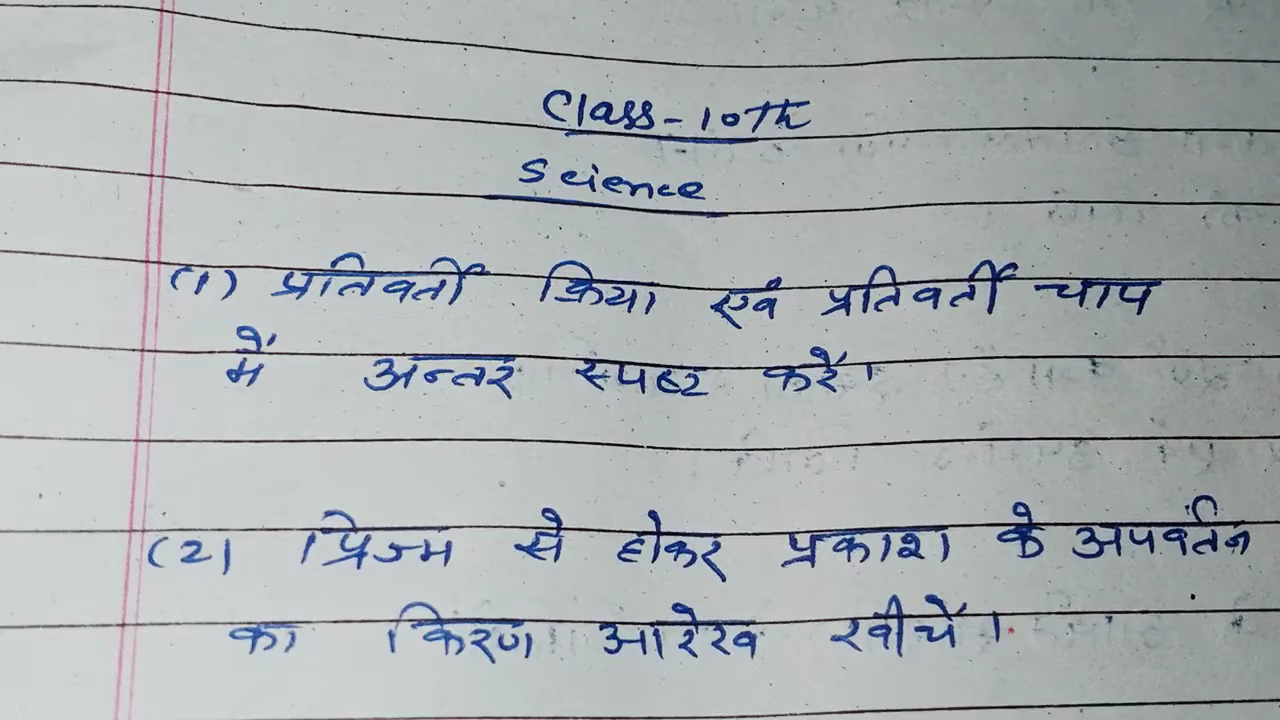 Class-10Th
Science
(1) प्रतिवर्ती क्रिया एवं प्रतिवर्ती चाप
में अन्तर स्पष्ट करें।
(2) प्रिज्म से होकर प्रकाश के अपवर्तन
का किरण आरेख खीचें।